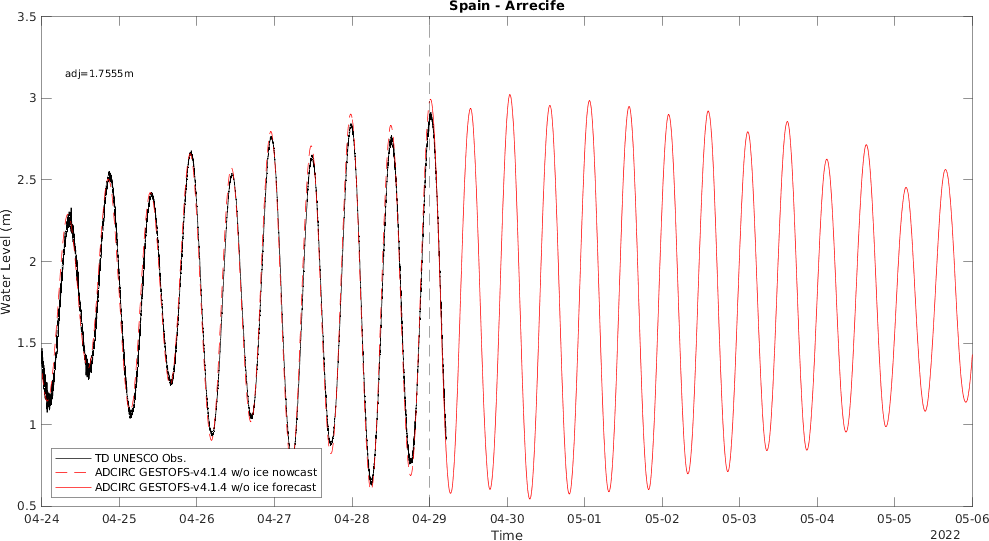 Spain - Arrecife
3.5
adj=1.7555m
3
2.5
2
Water Level (m)
1.5
1
0.5
TD UNESCO Obs.
ADCIRC GESTOFS-v4.1.4 w/o ice nowcast
ADCIRC GESTOFS-v4.1.4 w/o ice forecast
04-24 04-25 04-26 04-27 04-28 04-29 04-30 05-01 05-02 05-03 05-04 05-05 05-06
Time
2022